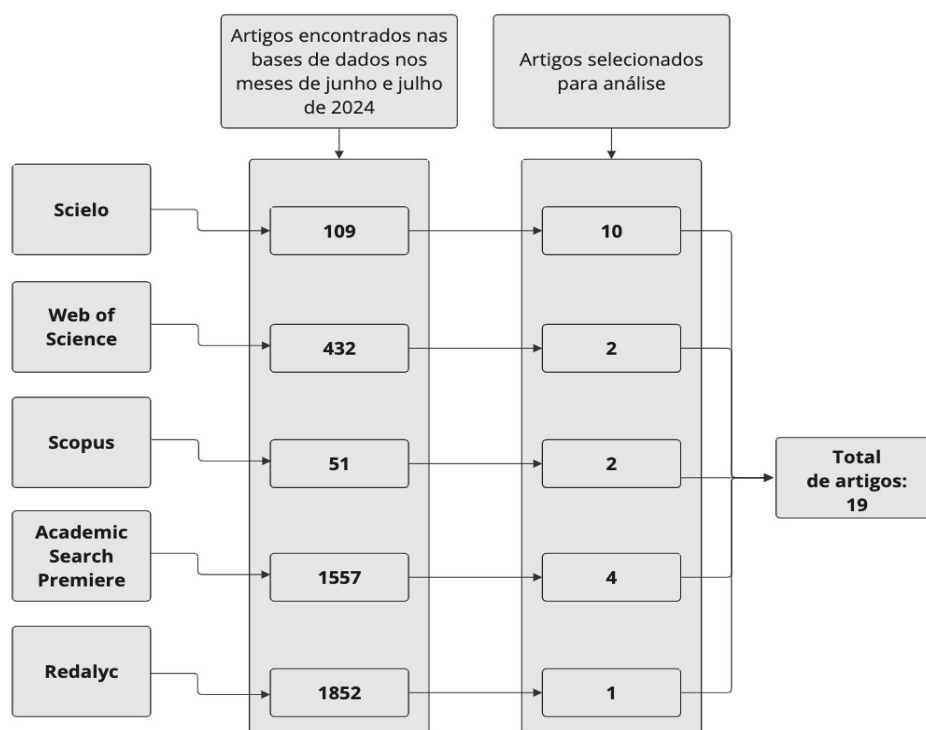 Artigos encontrados nas
bases de dados nos
meses de junho e julho
de 2024
Artigos selecionados
para análise
Scielo
109
10
Web of
Science
432
2
Scopus
51
2
Total
de artigos:
19
Academic
Search
Premiere
1557
4
Redalyc
1852
1